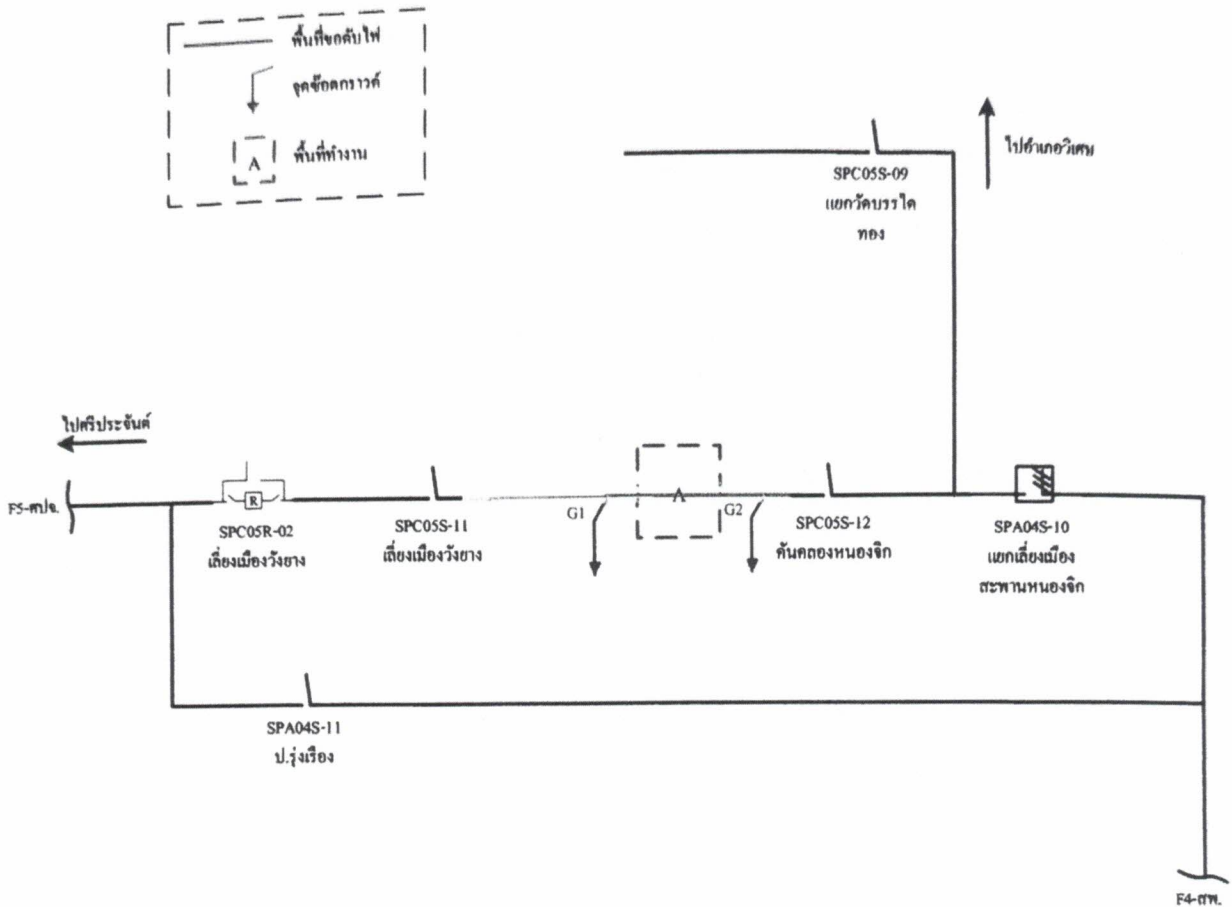 พื้นที่ขอดับไฟ
จุดช๊อตกราวด์
A
พื้นที่ทำงาน
ไปอำเภอวิเศษ
SPC05S-09
แยกวัดบรรไดทอง
ไปศรีประจันต์
F5-ศปจ.
R
SPC05R-02
เลี่ยงเมืองวังยาง
SPC05S-11
เลี่ยงเมืองวังยาง
G1
A
G2
SPC05S-12
คันคลองหนองจิก
SPA04S-10
แยกเลี่ยงเมือง
สะพานหนองจิก
SPA04S-11
ป.รุ่งเรือง
F4-สพ.